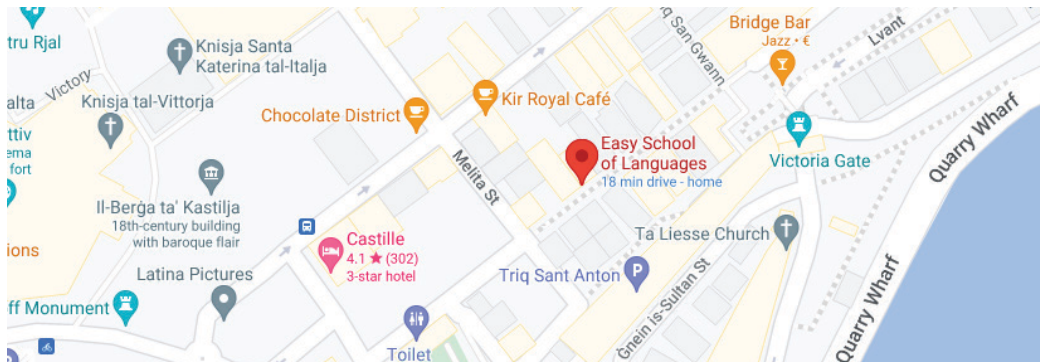 tru Rjal
Victory
Knisja Santa
Katerina tal-Italja
alta
Knisja tal-Vittorja
ttiv
ema
fort
Il-Berġa ta' Kastilja
18th-century building
with baroque flair
ions
Latina Pictures
ff Monument
Chocolate District
Kir Royal Café
Melita St
Castille
4.1 ★ (302)
3-star hotel
Toilet
Triq San Gwann
Easy School
of Languages
18 min drive - home
Triq Sant Anton
P
Ġnein is-Sultan St
Ta Liesse Church
Bridge Bar
Jazz • €
Lvant
Victoria Gate
Quarry Wharf
Quarry Wharf